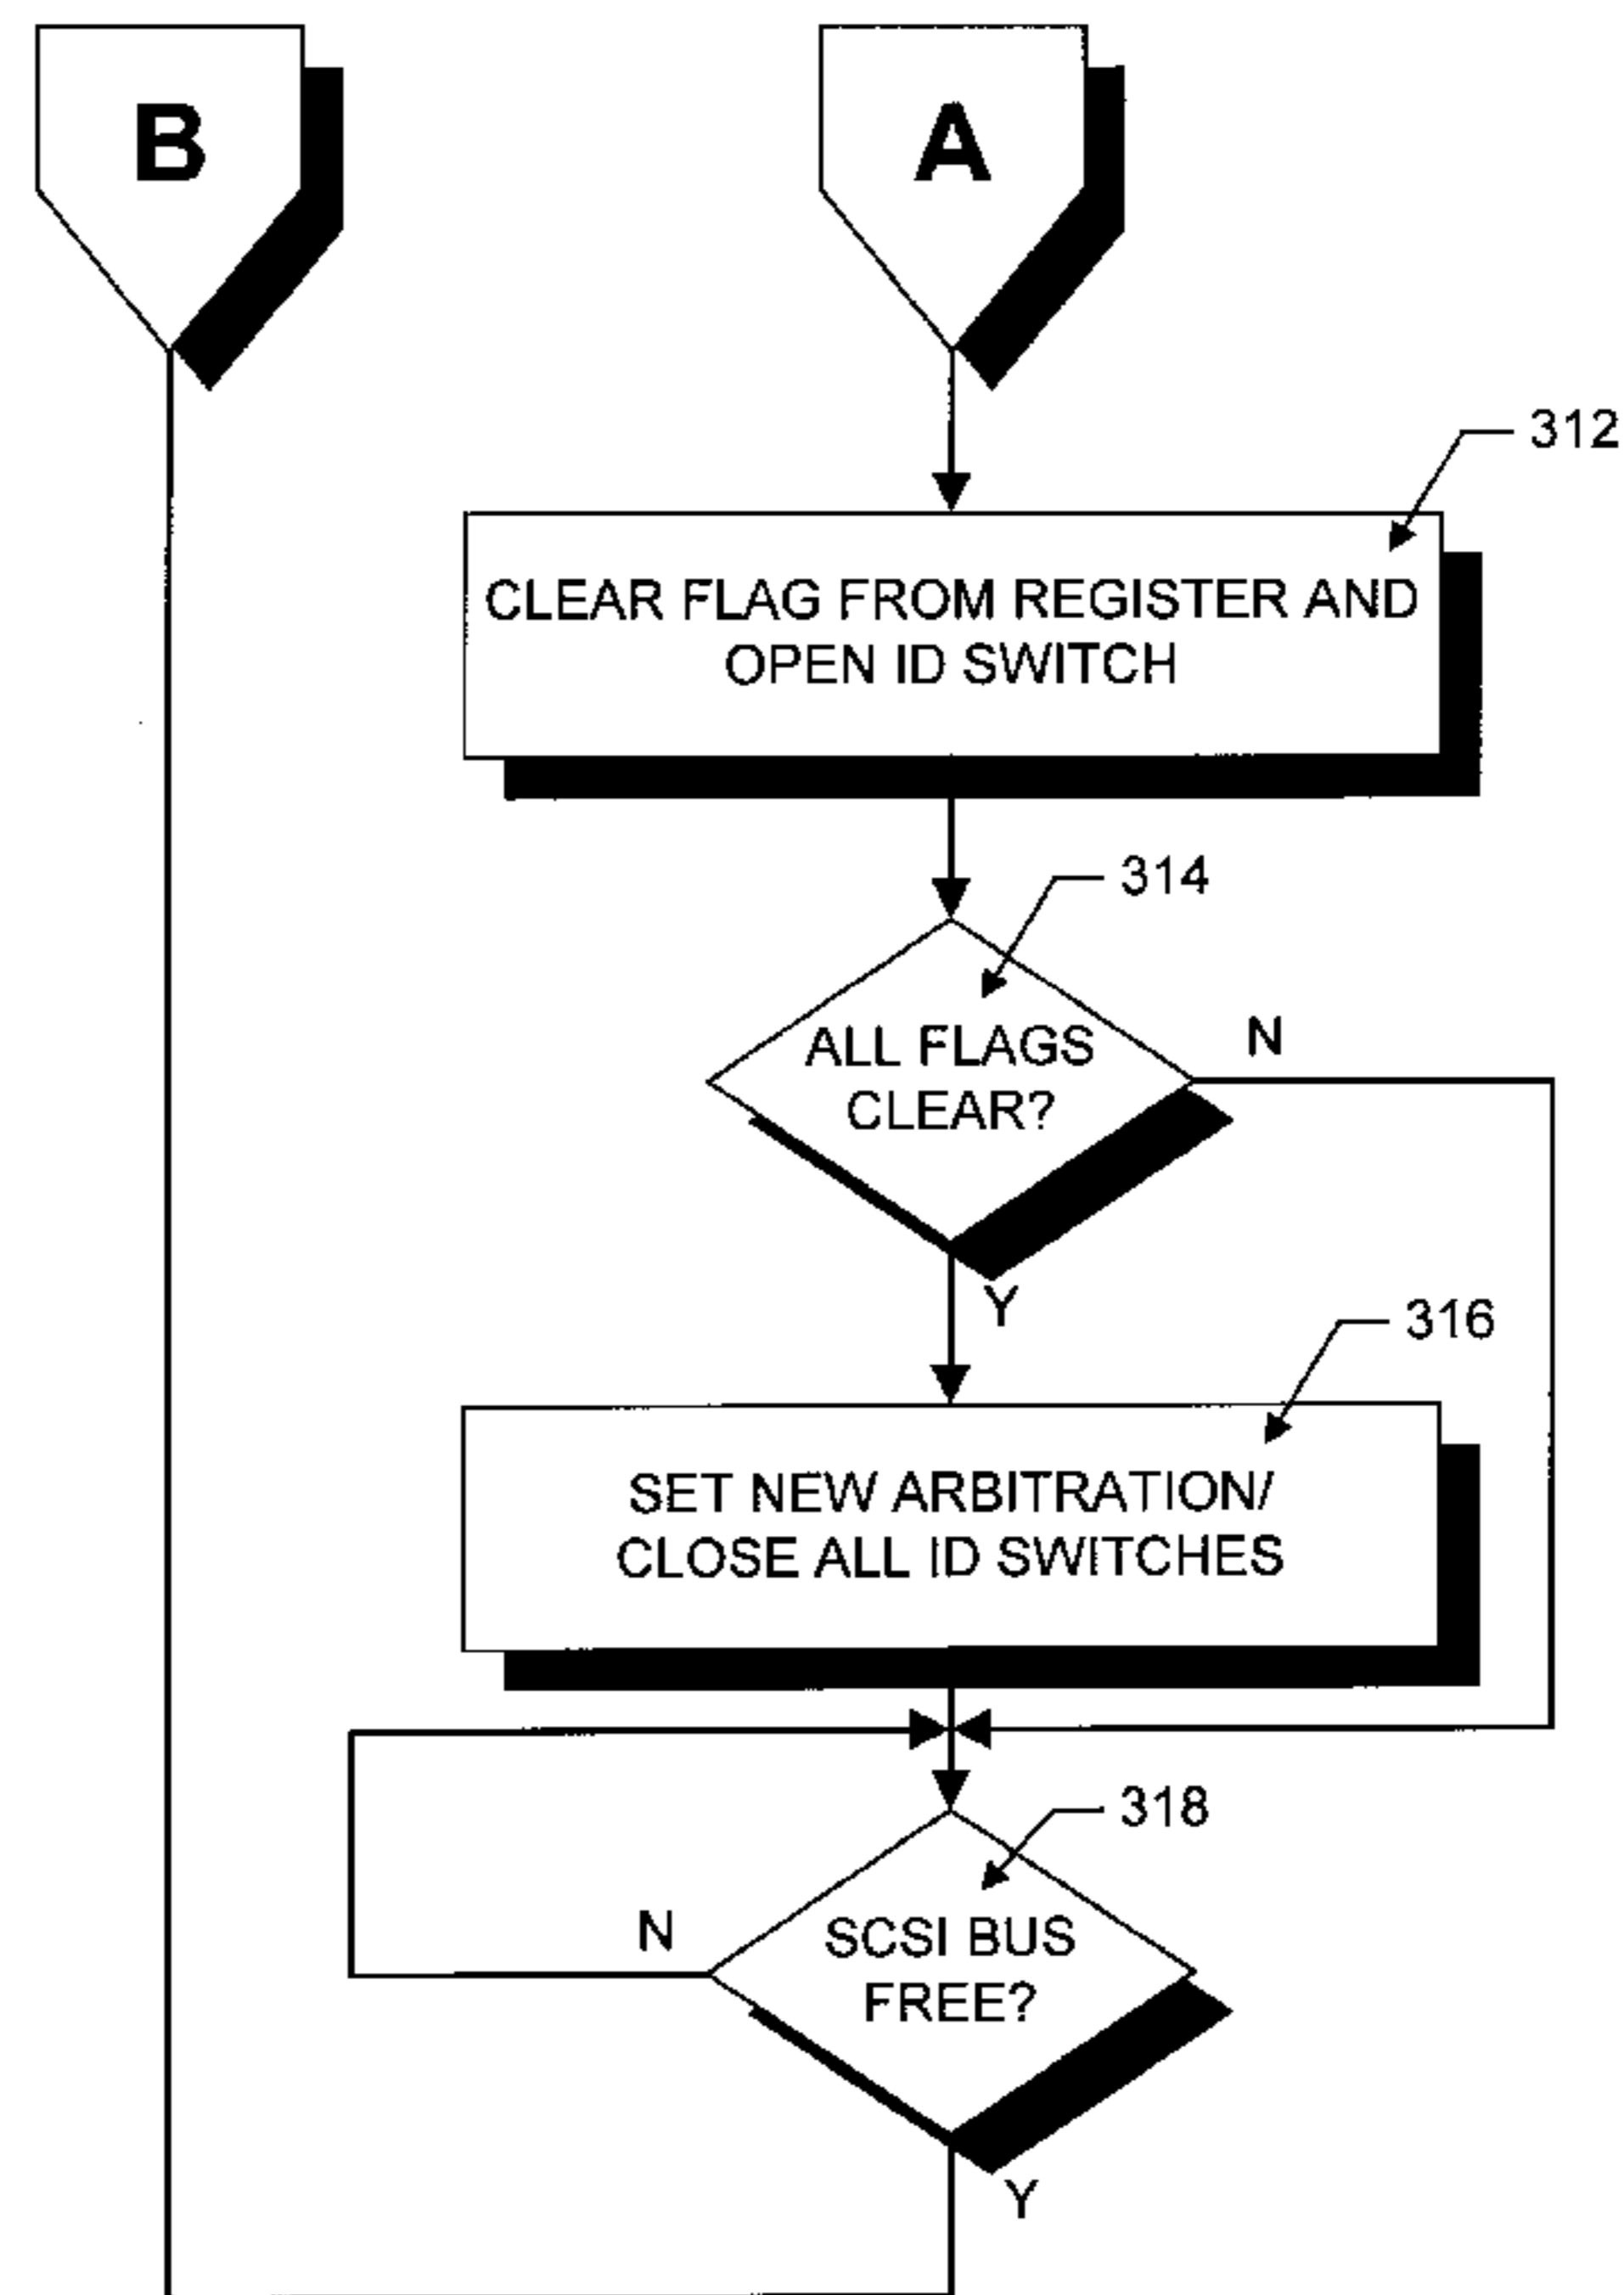 B
A
312
CLEAR FLAG FROM REGISTER AND
OPEN ID SWITCH
314
ALL FLAGS
CLEAR?
N
Y
316
SET NEW ARBITRATION/
CLOSE ALL ID SWITCHES
318
N
SCSI BUS
FREE?
Y